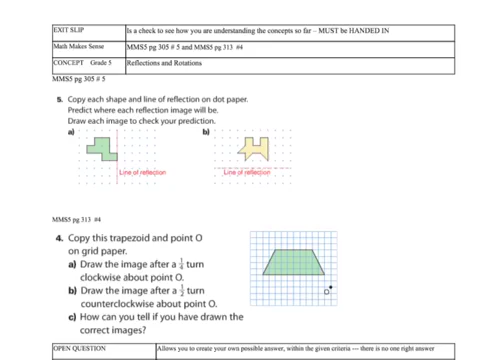 EXIT SLIP Is a check to see how you are understanding the concepts so far – MUST be HANDED IN
Math Makes Sense MMS5 pg 305 # 5 and MMS5 pg 313 #4
CONCEPT Grade 5 Reflections and Rotations
MMS5 pg 305 # 5
5. Copy each shape and line of reflection on dot paper.
Predict where each reflection image will be.
Draw each image to check your prediction.
a) b)
Line of reflection Line of reflection
MMS5 pg 313 #4
4. Copy this trapezoid and point O
on grid paper.
a) Draw the image after a 1/4 turn
clockwise about point O.
b) Draw the image after a 1/2 turn
counterclockwise about point O.
c) How can you tell if you have drawn the
correct images?
O
OPEN QUESTION Allows you to create your own possible answer, within the given criteria — there is no one right answer